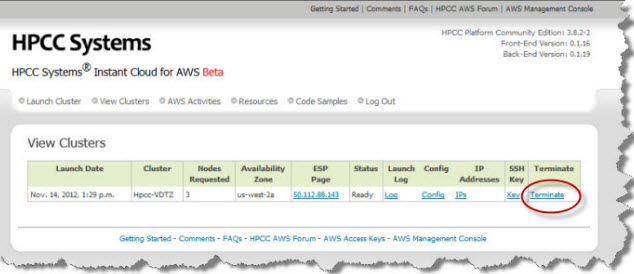 Getting Started | Comments | FAQs | HPCC AWS Forum | AWS Management Console
HPCC Systems
HPCC Platform Community Edition: 3.8.2-2
Front-End Version: 0.1.16
Back-End Version: 0.1.19
HPCC Systems® Instant Cloud for AWS Beta
Launch Cluster View Clusters AWS Activities Resources Code Samples Log Out
View Clusters
Launch Date Cluster Nodes Requested Availability Zone ESP Page Status Launch Log Config IP Addresses SSH Key Terminate
Nov. 14, 2012, 1:29 p.m. Hpcc-VDTZ 3 us-west-2a 50.112.88.143 Ready Log Config IPs Key Terminate
Getting Started - Comments - FAQs - HPCC AWS Forum - AWS Access Keys - AWS Management Console